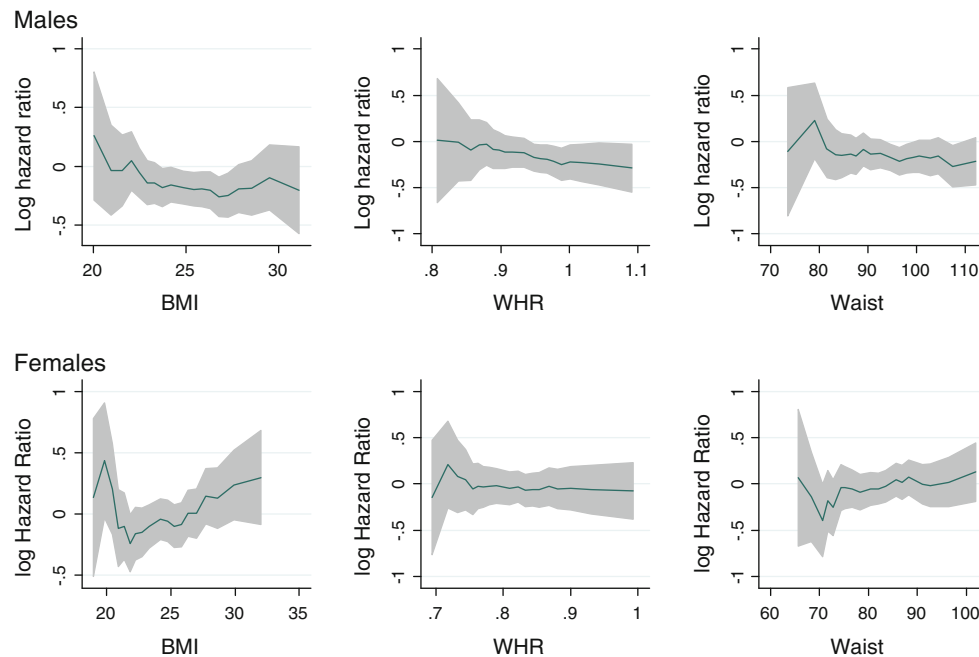 Males
Log hazard ratio
1
.5
0
-.5
20 25 30
BMI
Log hazard ratio
1
.5
0
-.5
-1
.8 .9 1 1.1
WHR
Log hazard ratio
1
.5
0
-.5
-1
70 80 90 100 110
Waist
Females
log Hazard Ratio
1
.5
0
-.5
20 25 30 35
BMI
log Hazard Ratio
1
.5
0
-.5
-1
.7 .8 .9 1
WHR
log Hazard Ratio
1
.5
0
-.5
-1
60 70 80 90 100
Waist